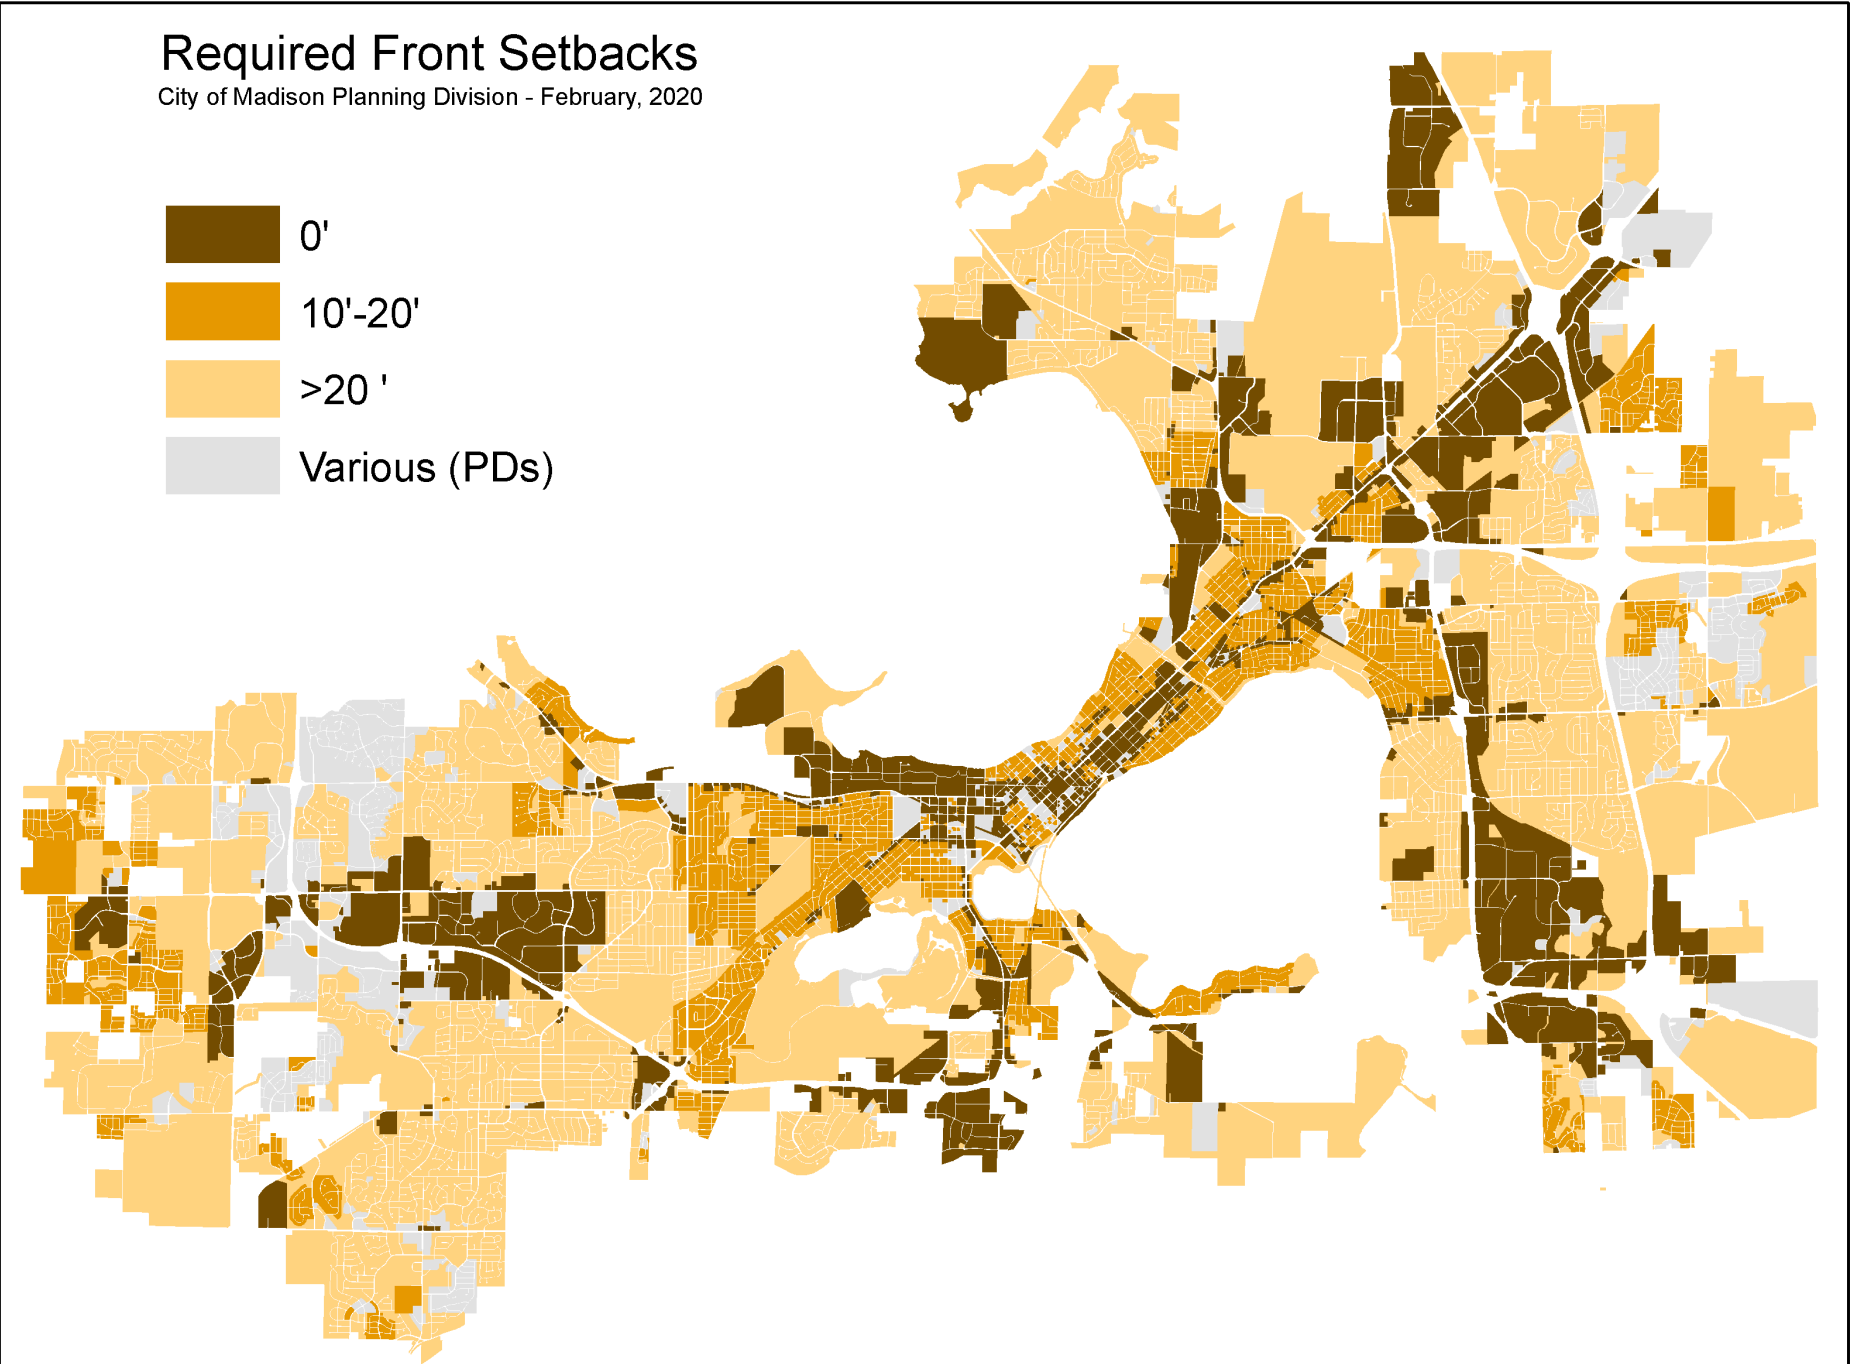 Required Front Setbacks
City of Madison Planning Division - February, 2020
0'
10'-20'
>20 '
Various (PDs)